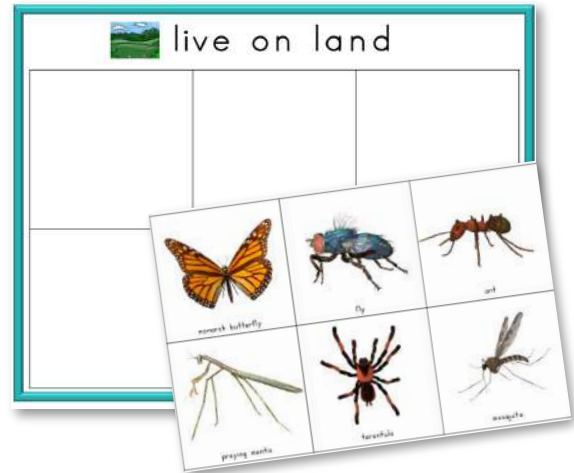 live on land
monarch butterfly
fly
ant
praying mantis
tarantula
mosquito